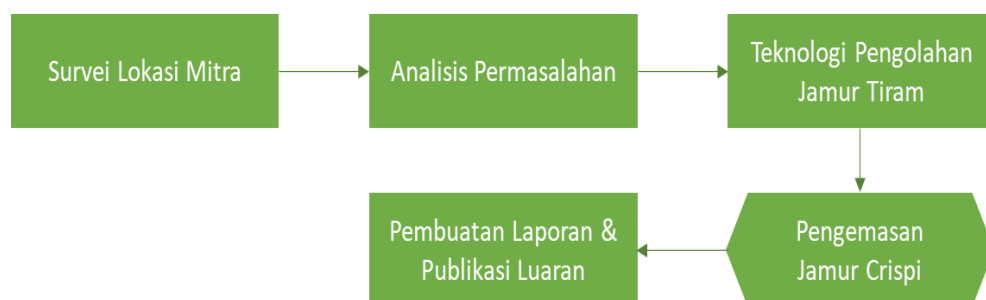 Survei Lokasi Mitra
Analisis Permasalahan
Teknologi Pengolahan
Jamur Tiram
Pengemasan
Jamur Crispi
Pembuatan Laporan &
Publikasi Luaran